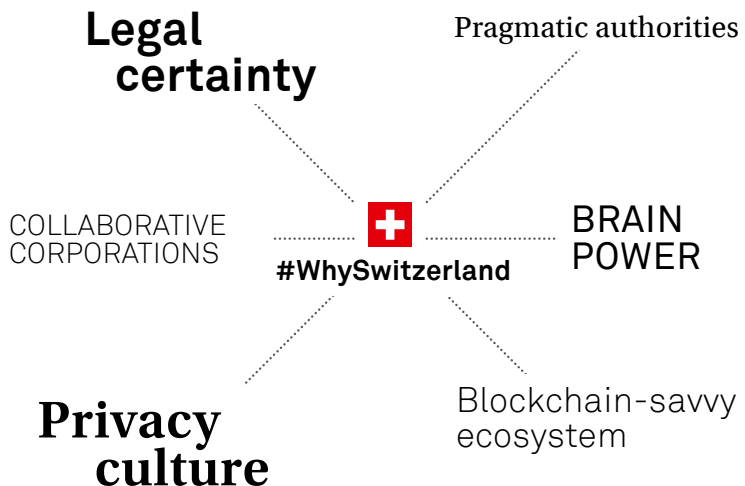 Legal
certainty
Pragmatic authorities
COLLABORATIVE
CORPORATIONS
BRAIN
POWER
#WhySwitzerland
Privacy
culture
Blockchain-savvy
ecosystem